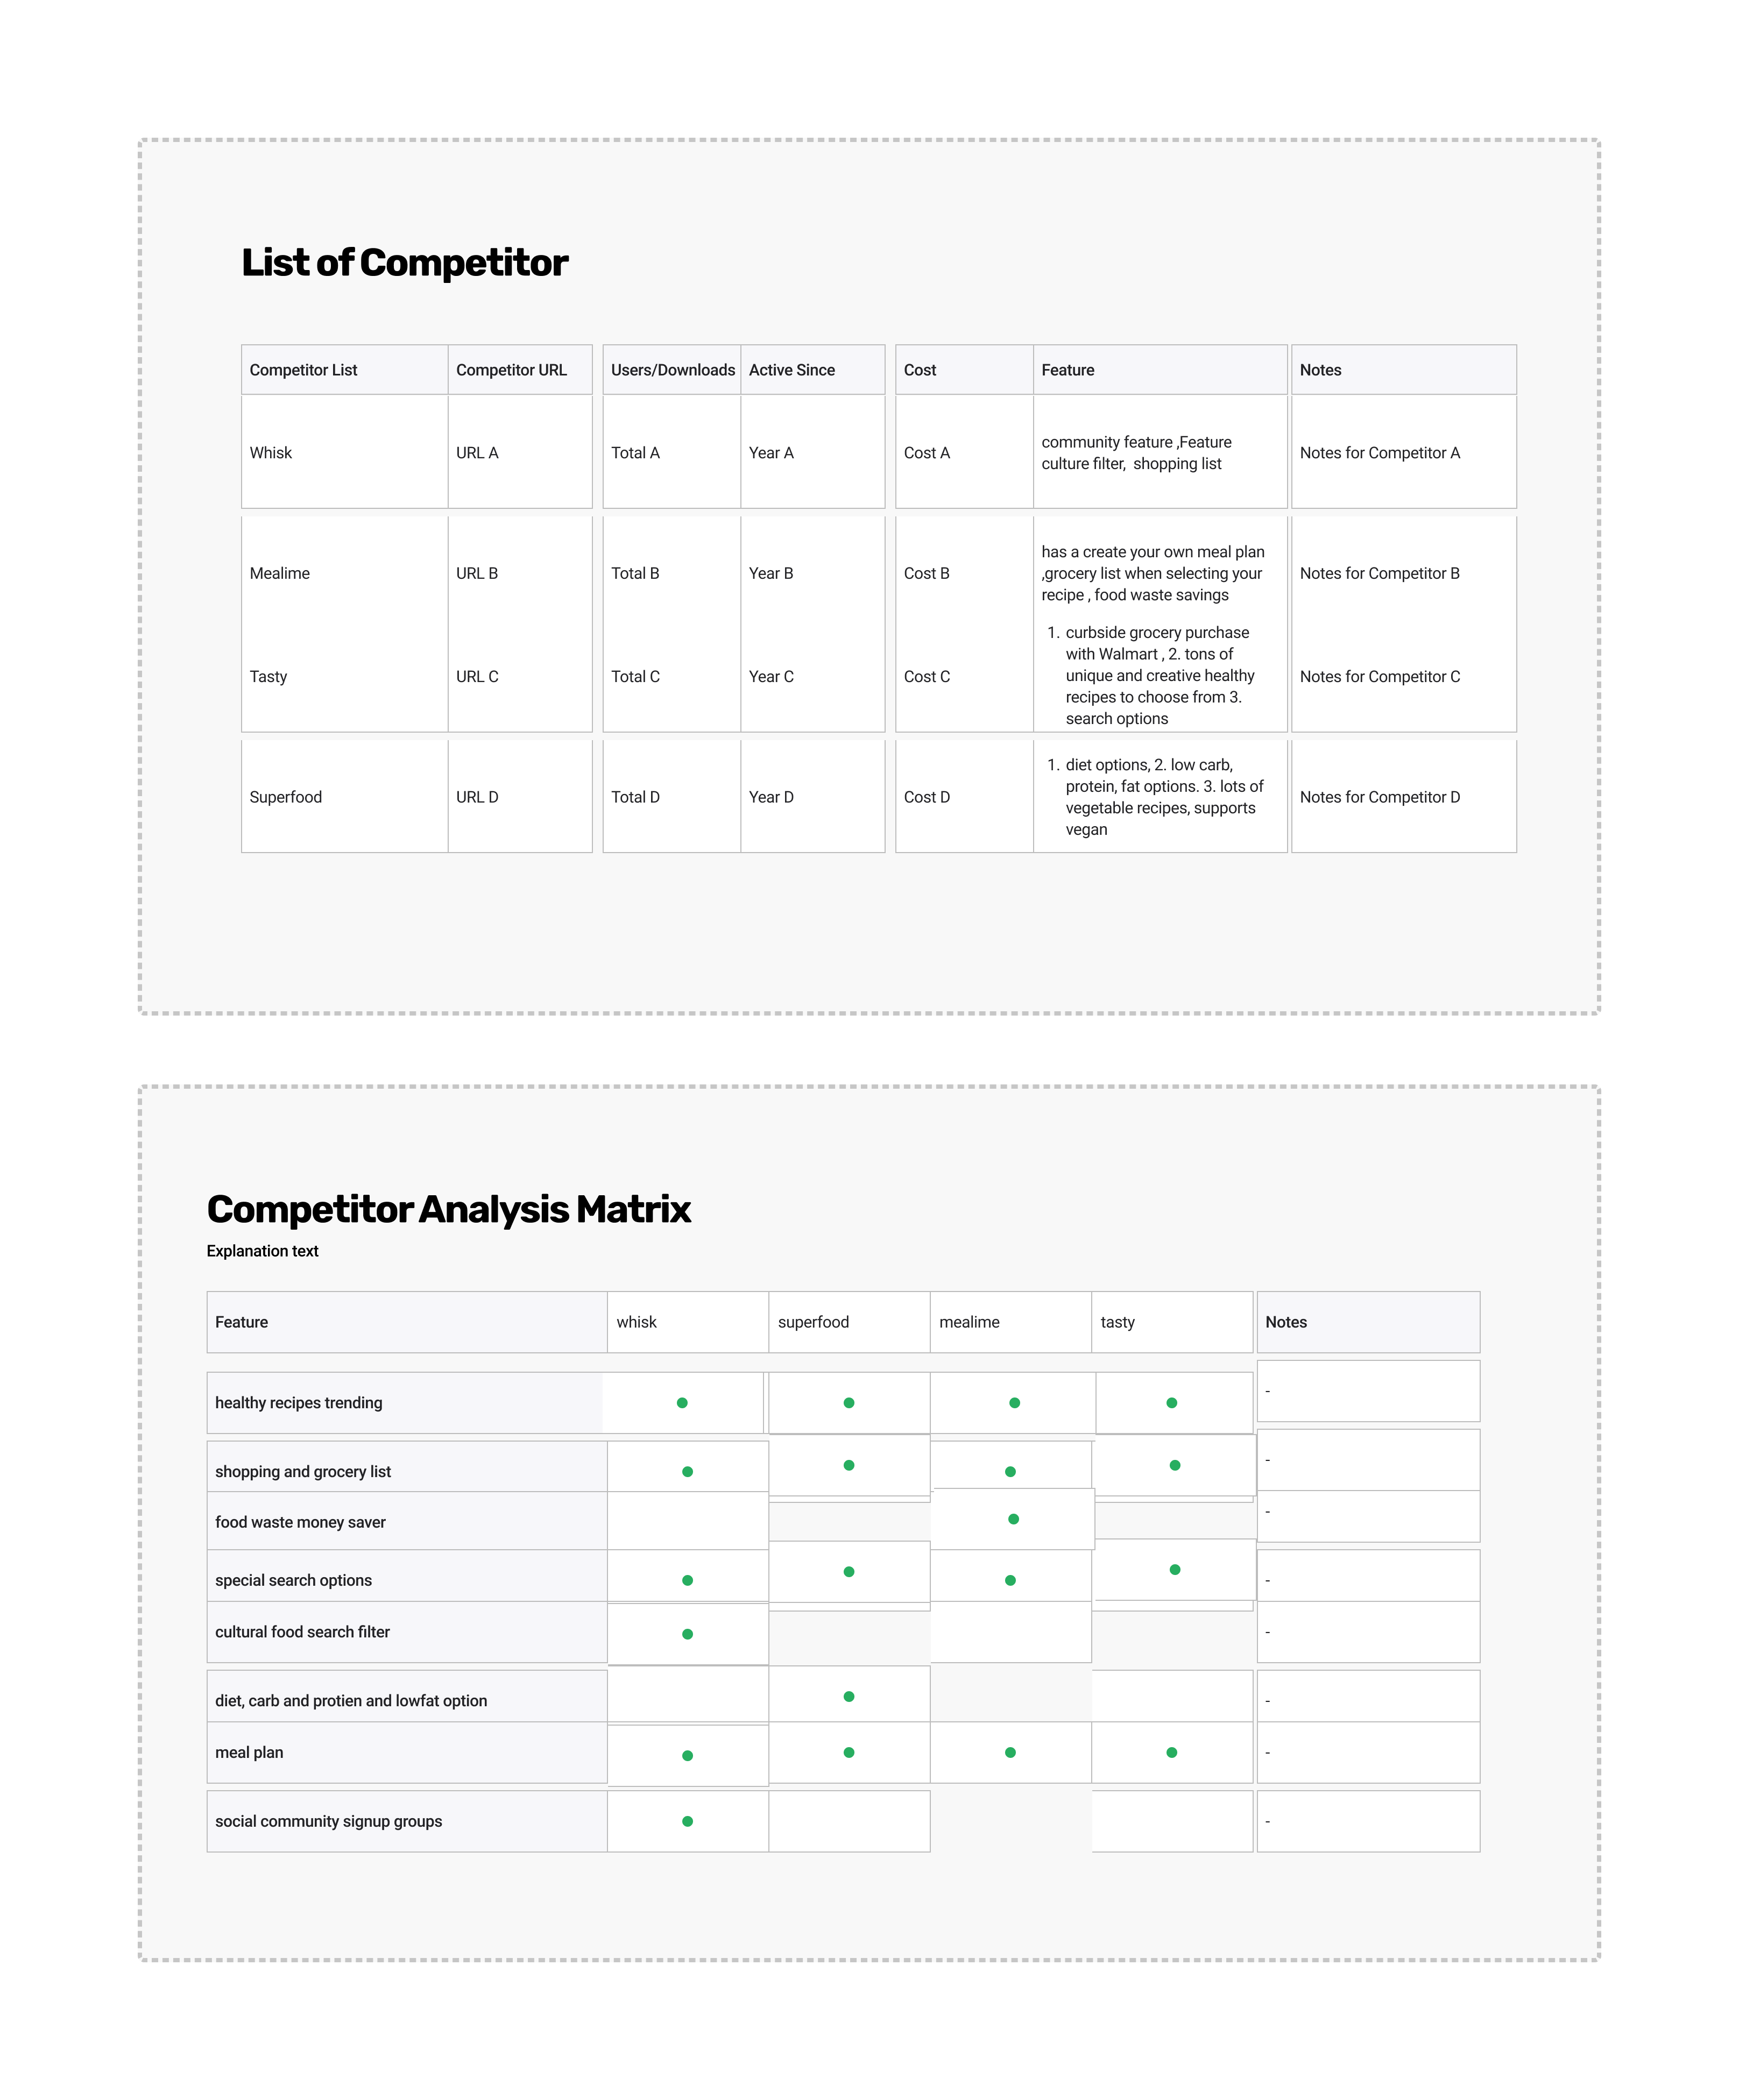 List of Competitor
Competitor List Competitor URL Users/Downloads Active Since Cost Feature Notes
Whisk URL A Total A Year A Cost A community feature ,Feature
culture filter,  shopping list Notes for Competitor A
Mealime URL B Total B Year B Cost B has a create your own meal plan
,grocery list when selecting your
recipe , food waste savings Notes for Competitor B
Tasty URL C Total C Year C Cost C 1. curbside grocery purchase
with Walmart , 2. tons of
unique and creative healthy
recipes to choose from 3.
search options Notes for Competitor C
Superfood URL D Total D Year D Cost D 1. diet options, 2. low carb,
protein, fat options. 3. lots of
vegetable recipes, supports
vegan Notes for Competitor D
Competitor Analysis Matrix
Explanation text
Feature whisk superfood mealime tasty Notes
healthy recipes trending -
shopping and grocery list -
food waste money saver -
special search options -
cultural food search filter -
diet, carb and protien and lowfat option -
meal plan -
social community signup groups -